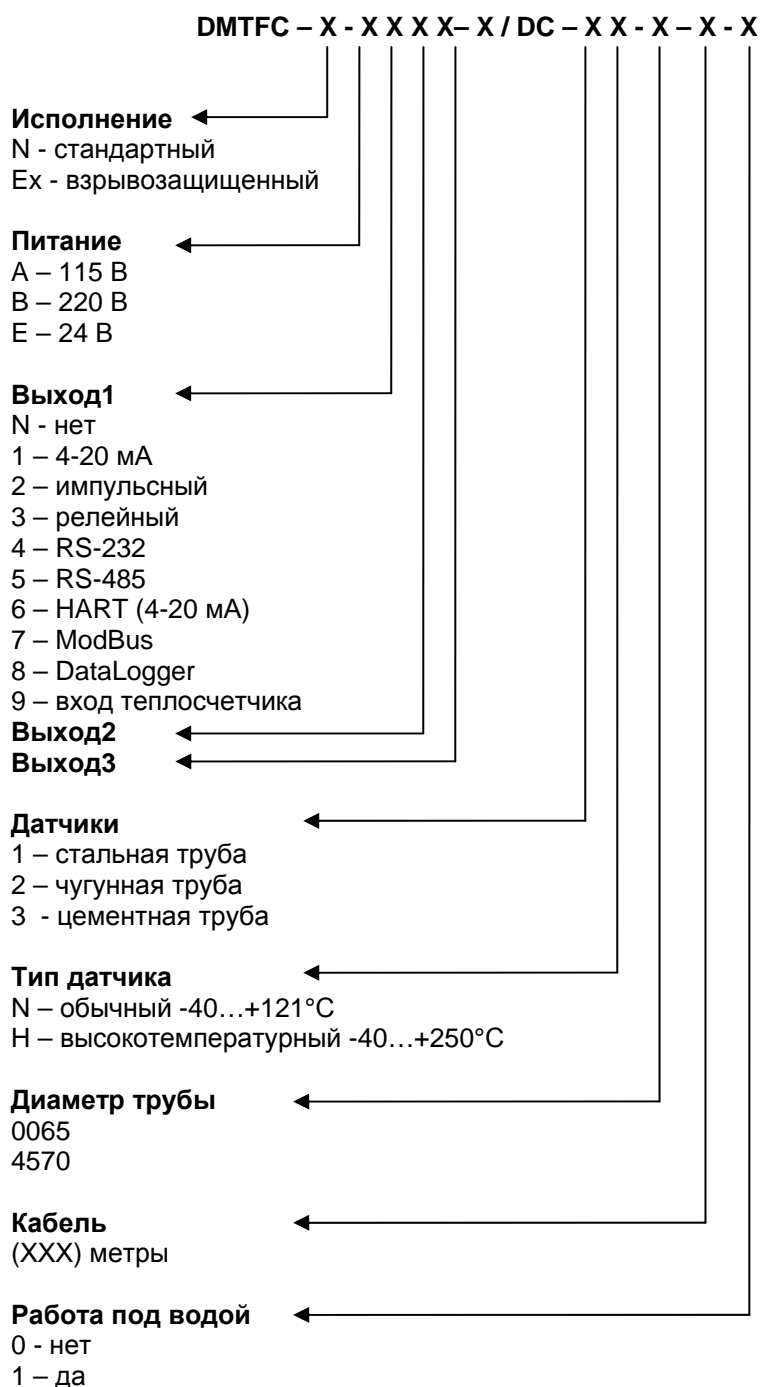 DMTFC – X - X X X X– X / DC – X X - X – X - X
Исполнение
N - стандартный
Ex - взрывозащищенный
Питание
A – 115 В
B – 220 В
E – 24 В
Выход1
N - нет
1 – 4-20 мА
2 – импульсный
3 – релейный
4 – RS-232
5 – RS-485
6 – HART (4-20 мА)
7 – ModBus
8 – DataLogger
9 – вход теплосчетчика
Выход2
Выход3
Датчики
1 – стальная труба
2 – чугунная труба
3 - цементная труба
Тип датчика
N – обычный -40…+121°С
H – высокотемпературный -40…+250°С
Диаметр трубы
0065
4570
Кабель
(XXX) метры
Работа под водой
0 - нет
1 – да